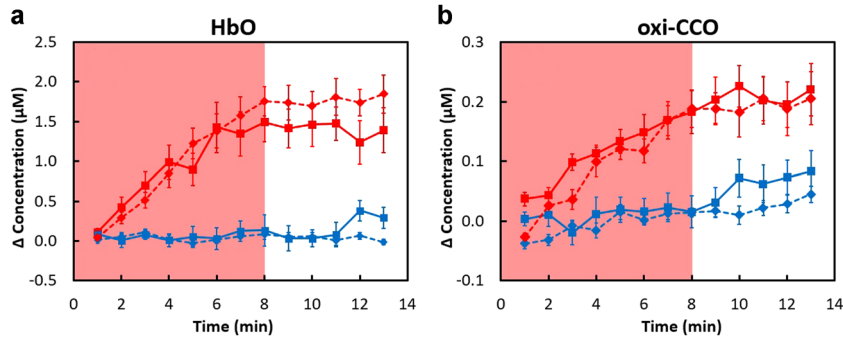 a
HbO
2.5
2.0
1.5
1.0
0.5
0.0
-0.5
Δ Concentration (μM)
0 2 4 6 8 10 12 14
Time (min)
b
oxi-CCO
0.3
0.2
0.1
0.0
-0.1
Δ Concentration (μM)
0 2 4 6 8 10 12 14
Time (min)